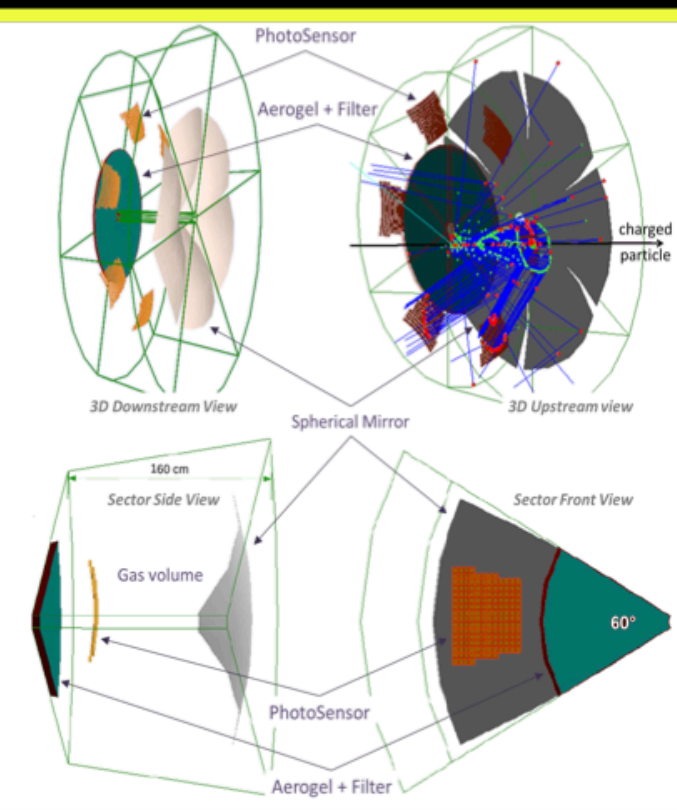 PhotoSensor
Aerogel + Filter
charged
particle
3D Downstream View
3D Upstream view
Spherical Mirror
160 cm
Sector Side View
Sector Front View
Gas volume
60°
PhotoSensor
Aerogel + Filter